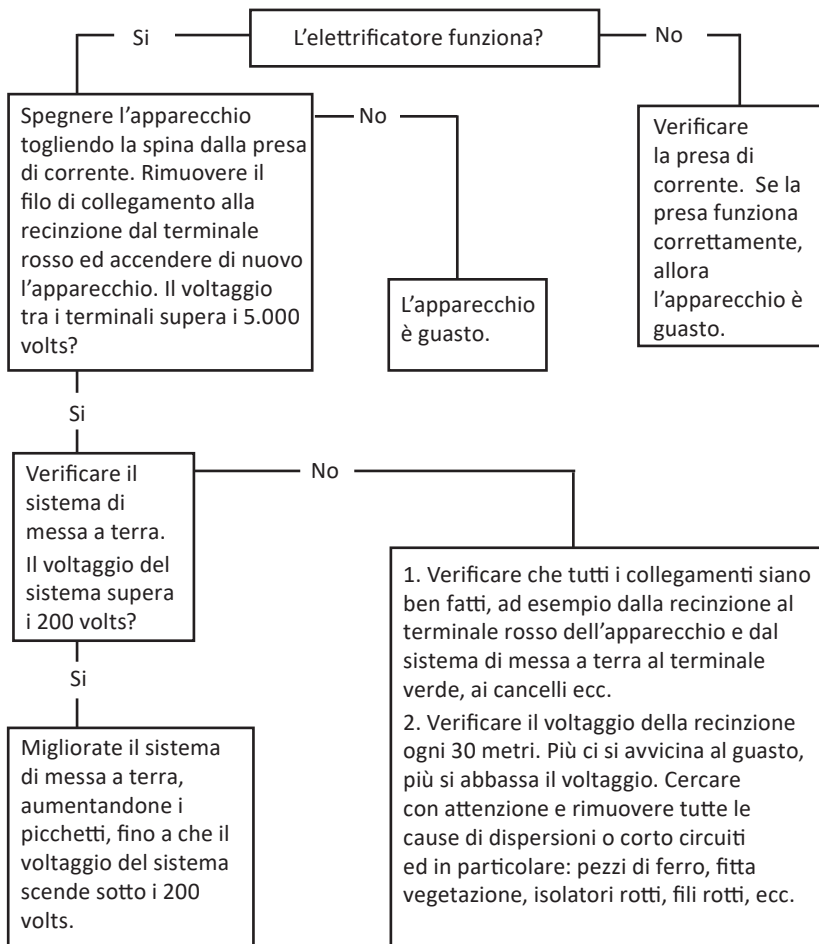 Si
L'elettrificatore funziona?
No
Spegnere l'apparecchio
togliendo la spina dalla presa
di corrente. Rimuovere il
filo di collegamento alla
recinzione dal terminale
rosso ed accendere di nuovo
l'apparecchio. Il voltaggio
tra i terminali supera i 5.000
volts?
No
Verificare
la presa di
corrente. Se la
presa funziona
correttamente,
allora
l'apparecchio è
guasto.
L'apparecchio
è guasto.
Si
Verificare il
sistema di
messa a terra.
Il voltaggio del
sistema supera
i 200 volts?
No
1. Verificare che tutti i collegamenti siano
ben fatti, ad esempio dalla recinzione al
terminale rosso dell'apparecchio e dal
sistema di messa a terra al terminale
verde, ai cancelli ecc.
2. Verificare il voltaggio della recinzione
ogni 30 metri. Più ci si avvicina al guasto,
più si abbassa il voltaggio. Cercare
con attenzione e rimuovere tutte le
cause di dispersioni o corto circuiti
ed in particolare: pezzi di ferro, fitta
vegetazione, isolatori rotti, fili rotti, ecc.
Si
Migliorate il sistema
di messa a terra,
aumentandone i
picchetti, fino a che il
voltaggio del sistema
scende sotto i 200
volts.